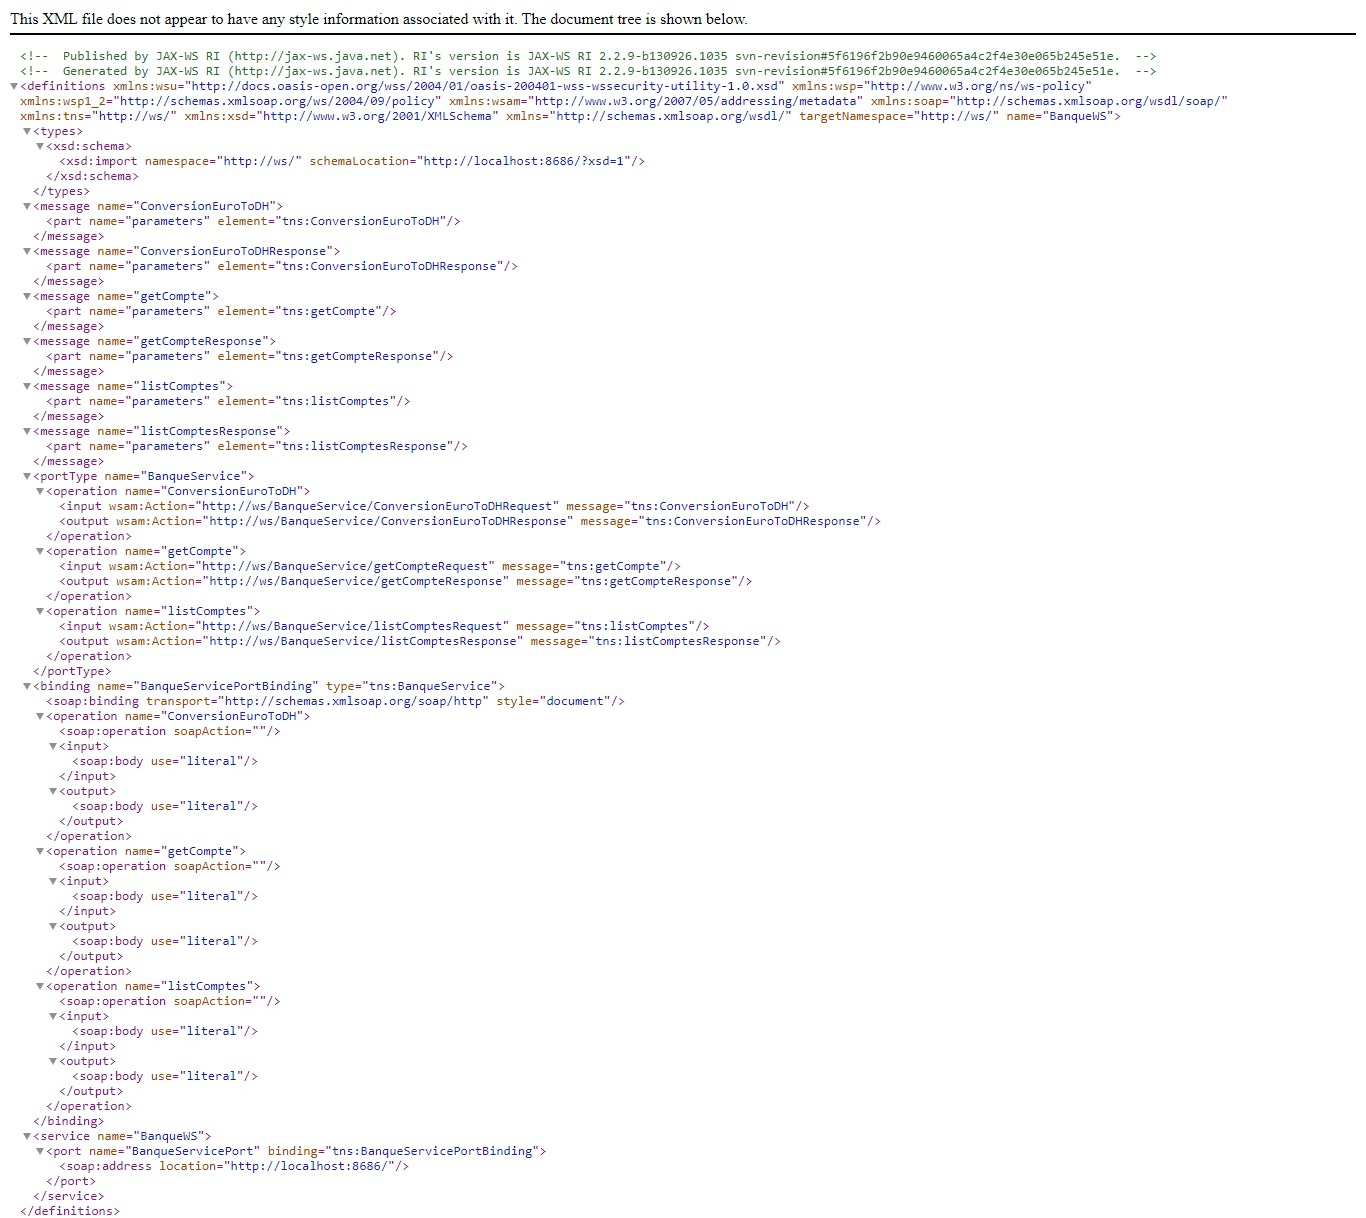 This XML file does not appear to have any style information associated with it. The document tree is shown below.
<!-- Published by JAX-WS RI (http://jax-ws.java.net). RI's version is JAX-WS RI 2.2.9-b130926.1035 svn-revision#5f6196f2b90e9460065a4c2f4e30e065b245e51e. -->
<!-- Generated by JAX-WS RI (http://jax-ws.java.net). RI's version is JAX-WS RI 2.2.9-b130926.1035 svn-revision#5f6196f2b90e9460065a4c2f4e30e065b245e51e. -->
▼<definitions xmlns:wsu="http://docs.oasis-open.org/wss/2004/01/oasis-200401-wss-wssecurity-utility-1.0.xsd" xmlns:wsp="http://www.w3.org/ns/ws-policy"
xmlns:wsp1_2="http://schemas.xmlsoap.org/ws/2004/09/policy" xmlns:wsam="http://www.w3.org/2007/05/addressing/metadata" xmlns:soap="http://schemas.xmlsoap.org/wsdl/soap/"
xmlns:tns="http://ws/" xmlns:xsd="http://www.w3.org/2001/XMLSchema" xmlns="http://schemas.xmlsoap.org/wsdl/" targetNamespace="http://ws/" name="BanqueWS">
▼<types>
▼<xsd:schema>
<xsd:import namespace="http://ws/" schemaLocation="http://localhost:8686/?xsd=1"/>
</xsd:schema>
</types>
▼<message name="ConversionEuroToDH">
<part name="parameters" element="tns:ConversionEuroToDH"/>
</message>
▼<message name="ConversionEuroToDHResponse">
<part name="parameters" element="tns:ConversionEuroToDHResponse"/>
</message>
▼<message name="getCompte">
<part name="parameters" element="tns:getCompte"/>
</message>
▼<message name="getCompteResponse">
<part name="parameters" element="tns:getCompteResponse"/>
</message>
▼<message name="listComptes">
<part name="parameters" element="tns:listComptes"/>
</message>
▼<message name="listComptesResponse">
<part name="parameters" element="tns:listComptesResponse"/>
</message>
▼<portType name="BanqueService">
▼<operation name="ConversionEuroToDH">
<input wsam:Action="http://ws/BanqueService/ConversionEuroToDHRequest" message="tns:ConversionEuroToDH"/>
<output wsam:Action="http://ws/BanqueService/ConversionEuroToDHResponse" message="tns:ConversionEuroToDHResponse"/>
</operation>
▼<operation name="getCompte">
<input wsam:Action="http://ws/BanqueService/getCompteRequest" message="tns:getCompte"/>
<output wsam:Action="http://ws/BanqueService/getCompteResponse" message="tns:getCompteResponse"/>
</operation>
▼<operation name="listComptes">
<input wsam:Action="http://ws/BanqueService/listComptesRequest" message="tns:listComptes"/>
<output wsam:Action="http://ws/BanqueService/listComptesResponse" message="tns:listComptesResponse"/>
</operation>
</portType>
▼<binding name="BanqueServicePortBinding" type="tns:BanqueService">
<soap:binding transport="http://schemas.xmlsoap.org/soap/http" style="document"/>
▼<operation name="ConversionEuroToDH">
<soap:operation soapAction=""/>
▼<input>
<soap:body use="literal"/>
</input>
▼<output>
<soap:body use="literal"/>
</output>
</operation>
▼<operation name="getCompte">
<soap:operation soapAction=""/>
▼<input>
<soap:body use="literal"/>
</input>
▼<output>
<soap:body use="literal"/>
</output>
</operation>
▼<operation name="listComptes">
<soap:operation soapAction=""/>
▼<input>
<soap:body use="literal"/>
</input>
▼<output>
<soap:body use="literal"/>
</output>
</operation>
</binding>
▼<service name="BanqueWS">
▼<port name="BanqueServicePort" binding="tns:BanqueServicePortBinding">
<soap:address location="http://localhost:8686/"/>
</port>
</service>
</definitions>